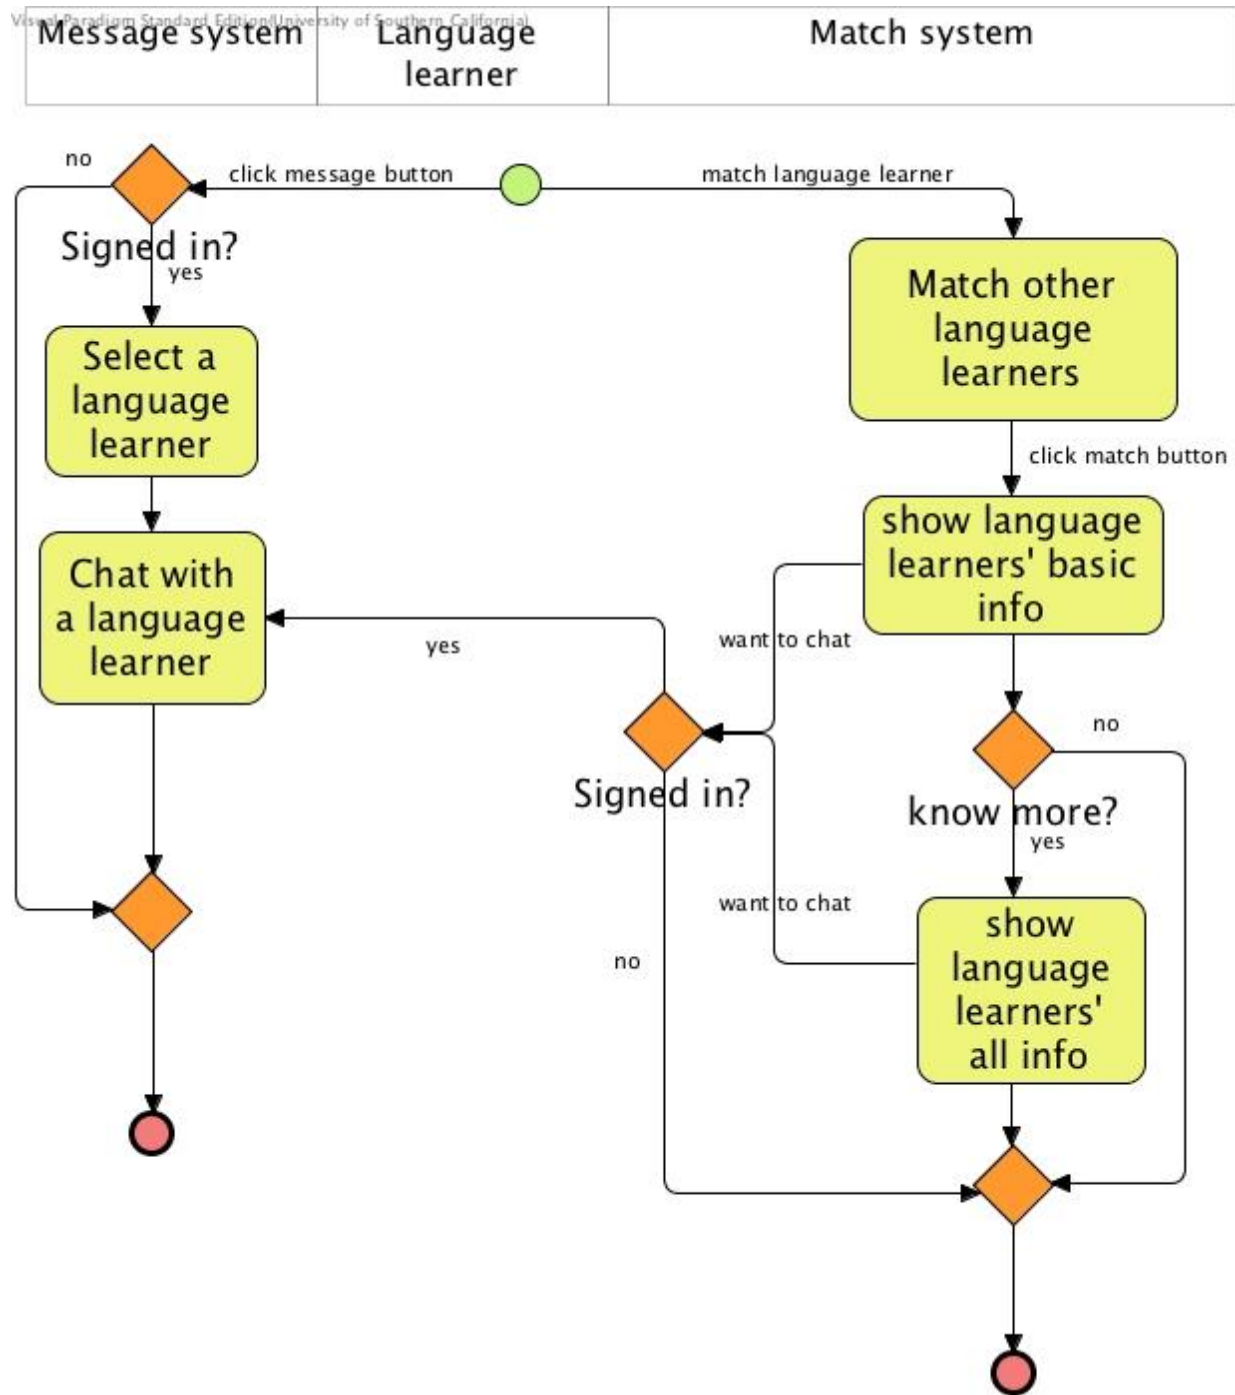 Visual Paradigm Standard Edition(University of Southern California)
Message system
Language
learner
Match system
no
click message button
match language learner
Signed in?
yes
Match other
language
learners
Select a
language
learner
click match button
show language
learners' basic
info
Chat with
a language
learner
yes
want to chat
no
Signed in?
know more?
yes
want to chat
no
show
language
learners'
all info